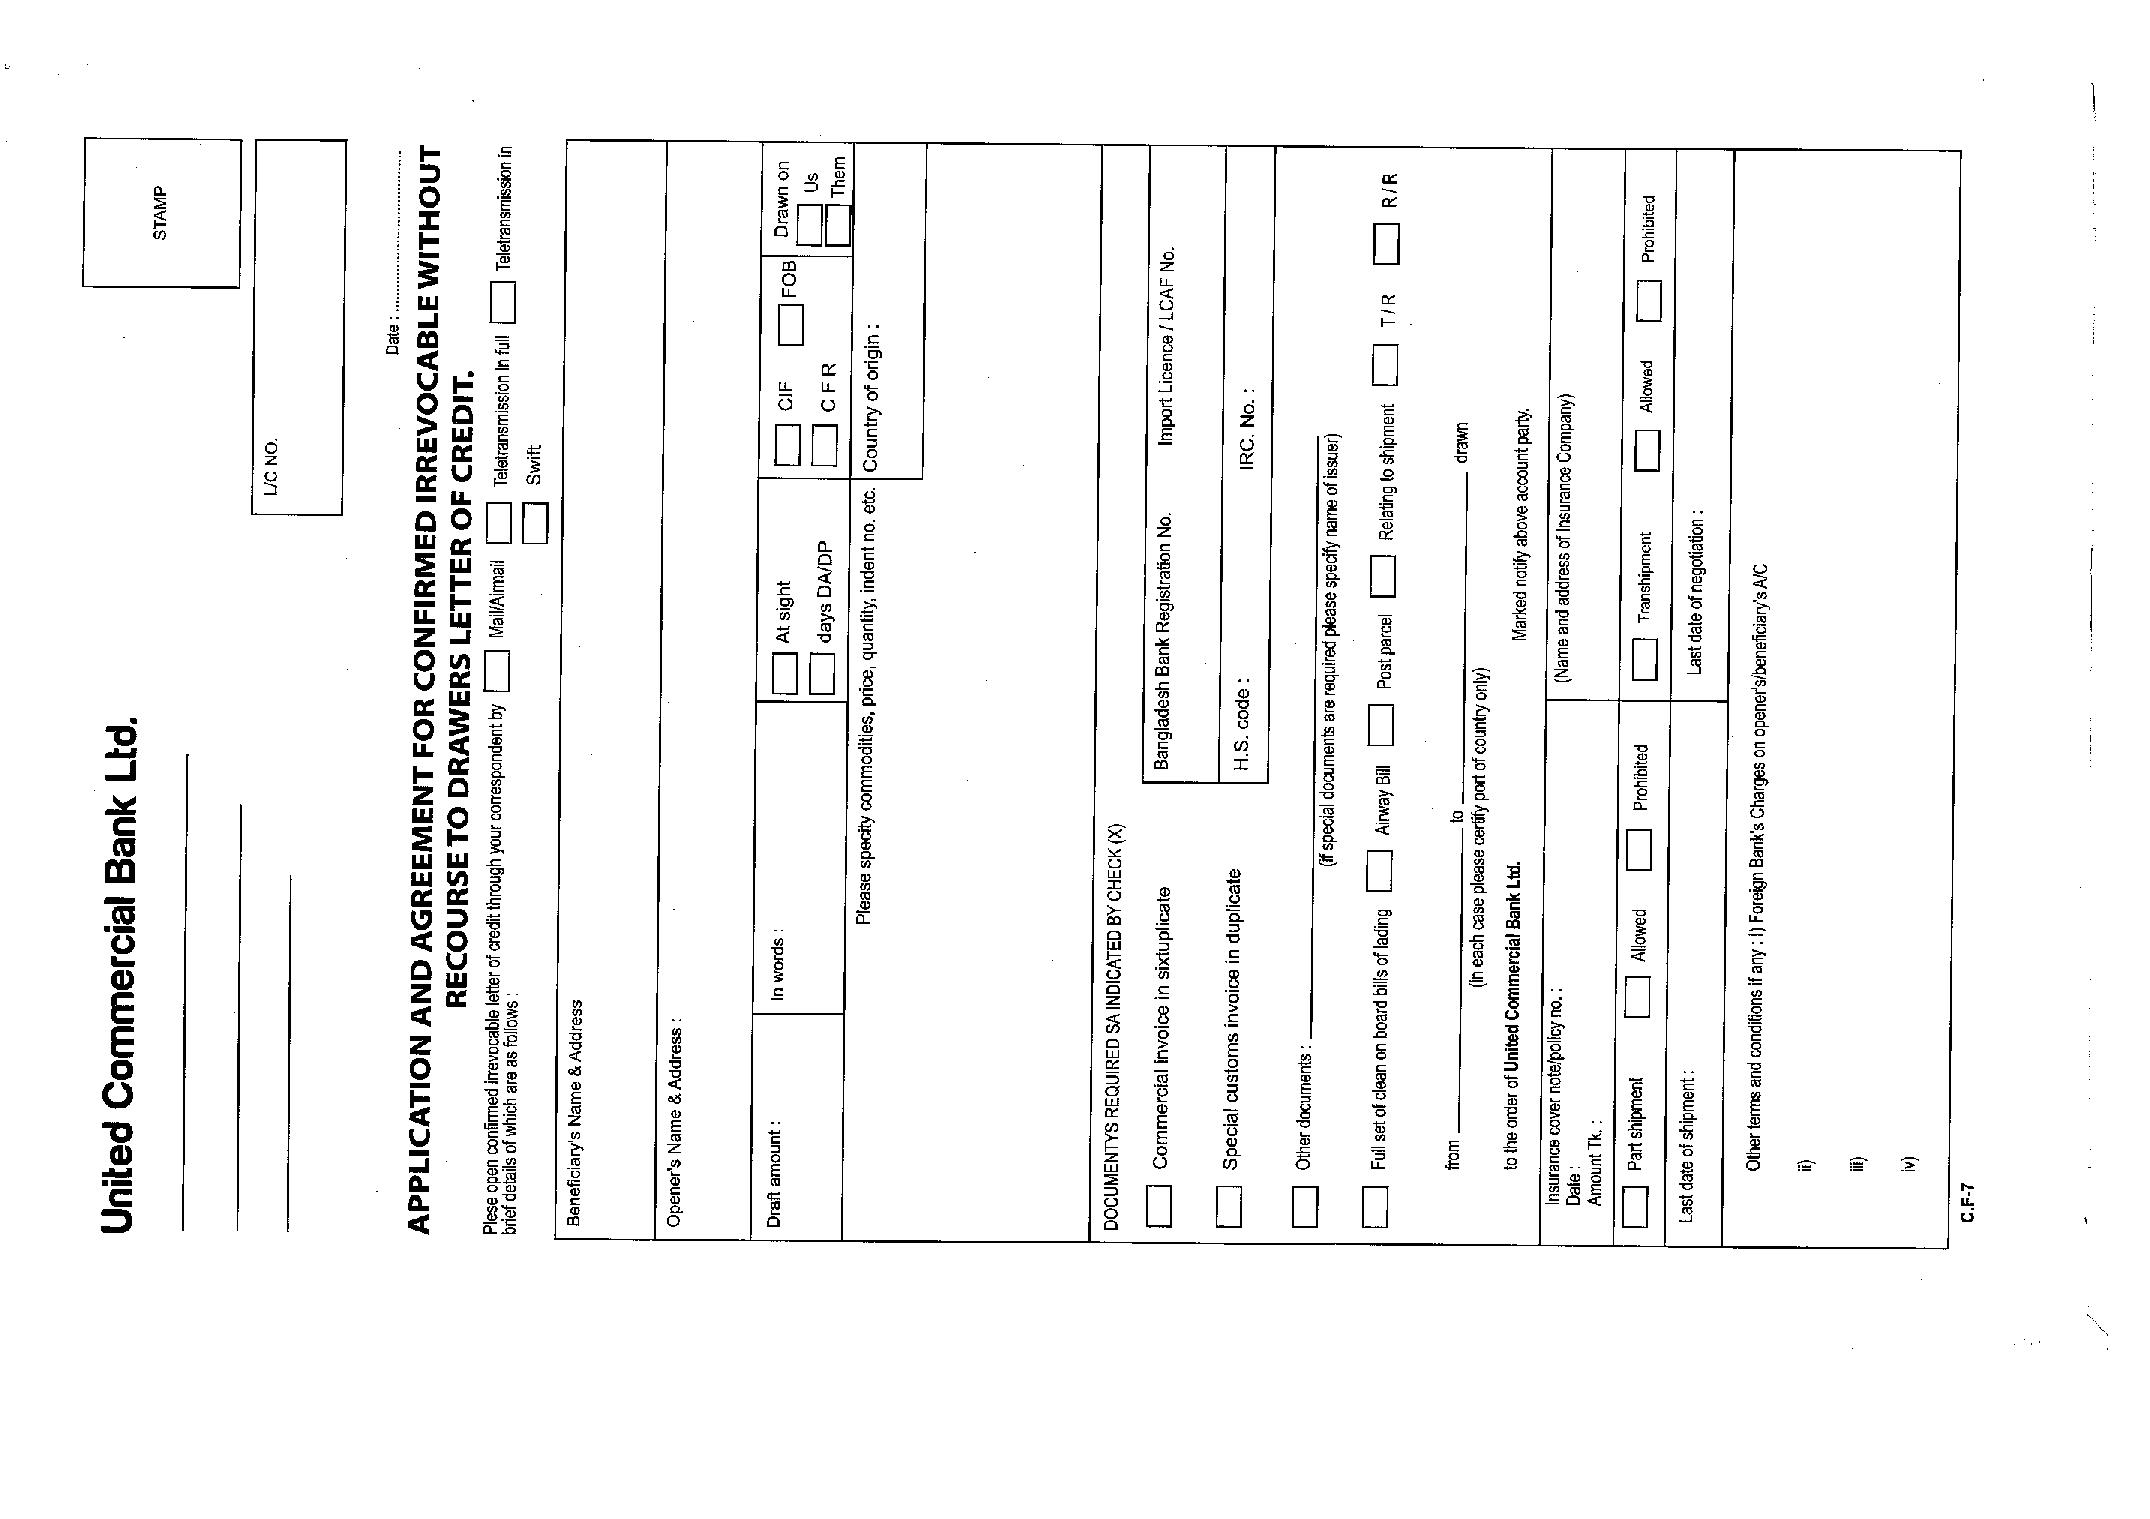 United Commercial Bank Ltd.
STAMP
L/C NO.
Date :
APPLICATION AND AGREEMENT FOR CONFIRMED IRREVOCABLE WITHOUT
RECOURSE TO DRAWERS LETTER OF CREDIT.
Plese open confirmed irrevocable letter of credit through your correspondent by Mail/Airmail Teletransmission In full Teletransmission in
brief details of which are as follows : Swift
Beneficiary's Name & Address
Opener's Name & Address :
Draft amount : In words : At sight CIF FOB Drawn on
days DA/DP C F R Us
Them
Please specity commodities, price, quantity, indent no. etc. Country of origin :
DOCUMENTYS REQUIRED SA INDICATED BY CHECK (X)
Commercial invoice in sixtuplicate Bangladesh Bank Registration No. Import Licence / LCAF No.
Special customs invoice in duplicate H.S. code : IRC. No. :
Other documents :
(if special documents are required please specify name of issuer)
Full set of clean on board bills of lading Airway Bill Post parcel Relating to shipment T / R R / R
from to drawn
(in each case please certify port of country only)
to the order of United Commercial Bank Ltd. Marked notify above account party.
Insurance cover note/policy no. : (Name and address of Insurance Company)
Date :
Amount Tk. :
Part shipment Allowed Prohibited Transhipment Allowed Prohibited
Last date of shipment : Last date of negotiation :
Other terms and conditions if any : i) Foreign Bank's Charges on opener's/beneficiary's A/C
ii)
iii)
iv)
C.F-7